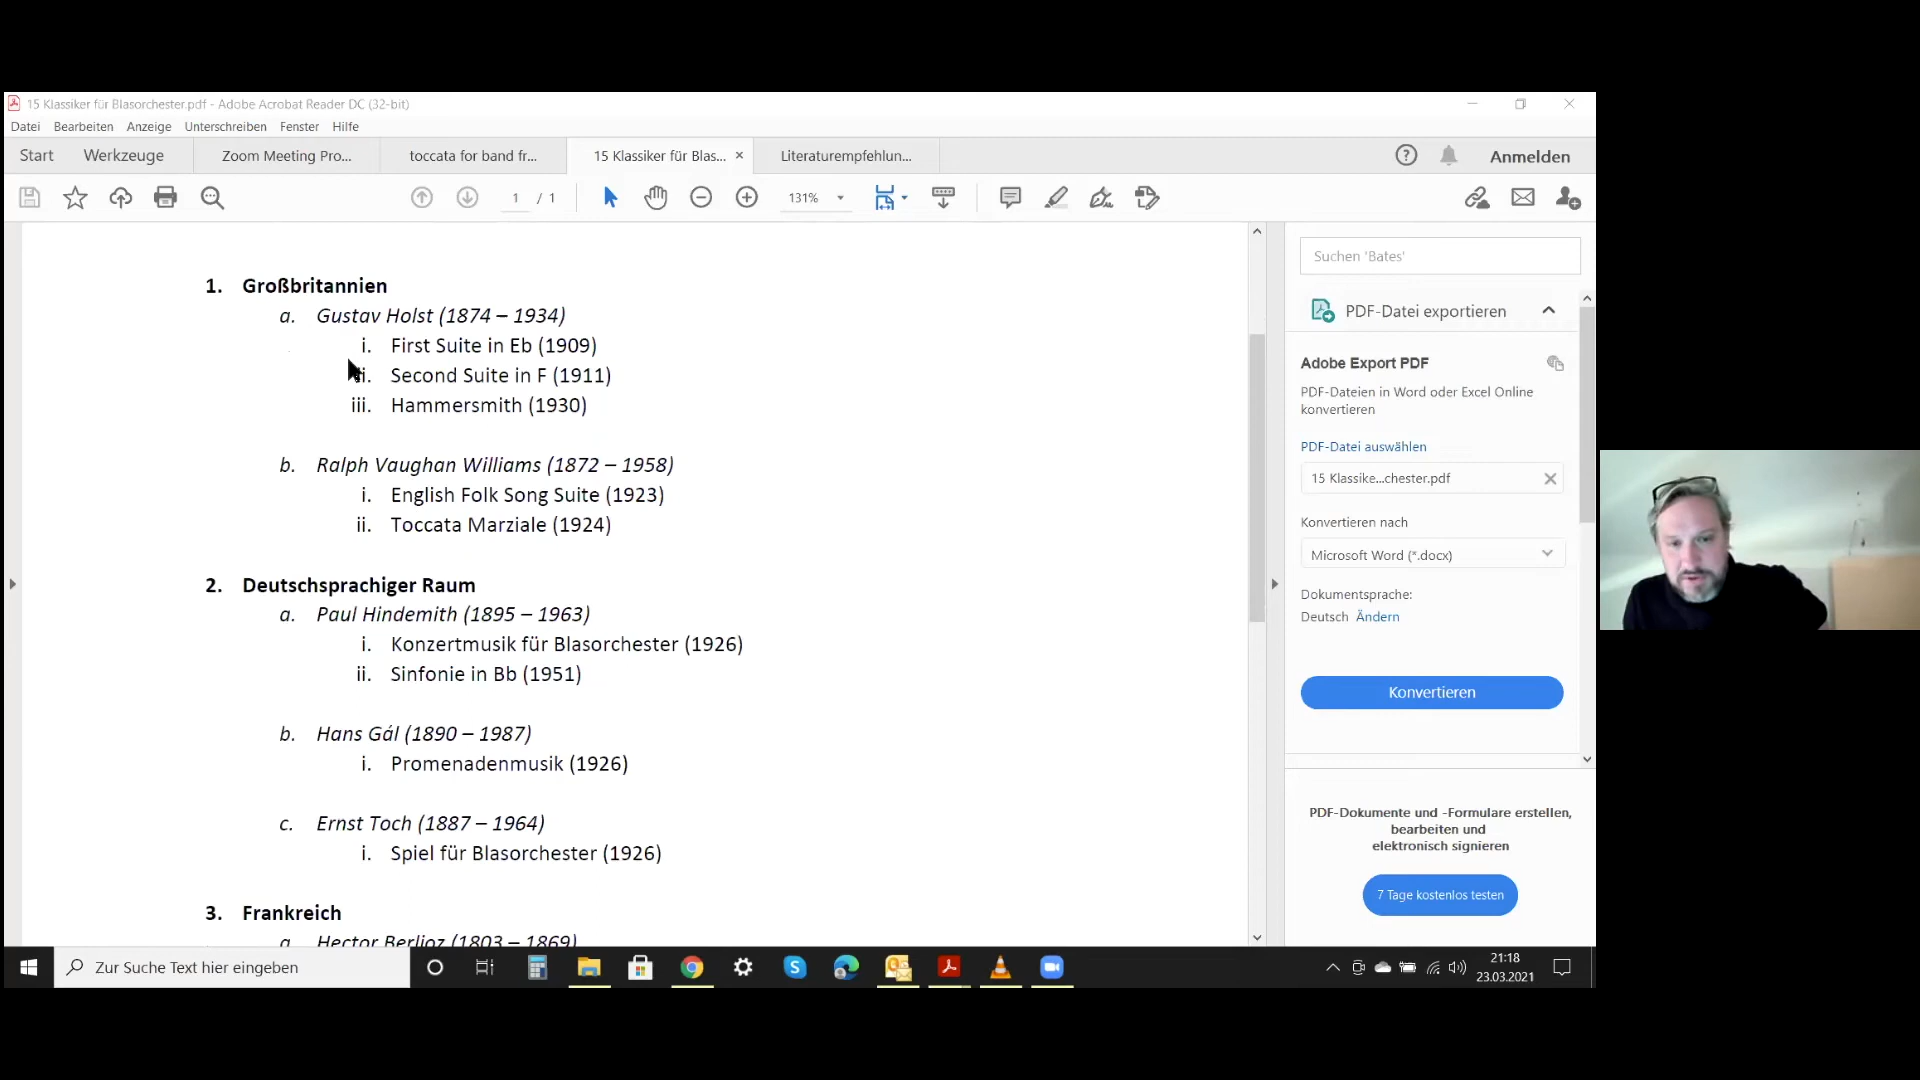 15 Klassiker für Blasorchester.pdf - Adobe Acrobat Reader DC (32-bit)
Datei Bearbeiten Anzeige Unterschreiben Fenster Hilfe
Start Werkzeuge Zoom Meeting Pro... toccata for band fr... 15 Klassiker für Blas... Literaturempfehlun... Anmelden
1 / 1 131%
1. Großbritannien
a. Gustav Holst (1874 – 1934)
i. First Suite in Eb (1909)
ii. Second Suite in F (1911)
iii. Hammersmith (1930)
b. Ralph Vaughan Williams (1872 – 1958)
i. English Folk Song Suite (1923)
ii. Toccata Marziale (1924)
2. Deutschsprachiger Raum
a. Paul Hindemith (1895 – 1963)
i. Konzertmusik für Blasorchester (1926)
ii. Sinfonie in Bb (1951)
b. Hans Gál (1890 – 1987)
i. Promenadenmusik (1926)
c. Ernst Toch (1887 – 1964)
i. Spiel für Blasorchester (1926)
3. Frankreich
a. Hector Berlioz (1803 – 1869)
Suchen 'Bates'
PDF-Datei exportieren
Adobe Export PDF
PDF-Dateien in Word oder Excel Online
konvertieren
PDF-Datei auswählen
15 Klassike...chester.pdf
Konvertieren nach
Microsoft Word (*.docx)
Dokumentsprache:
Deutsch Ändern
Konvertieren
PDF-Dokumente und -Formulare erstellen,
bearbeiten und
elektronisch signieren
7 Tage kostenlos testen
Zur Suche Text hier eingeben
21:18
23.03.2021